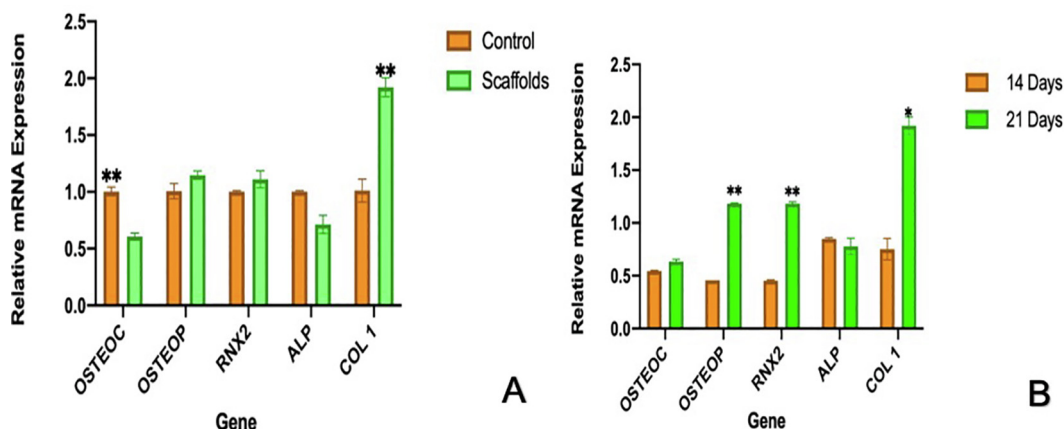 Relative mRNA Expression
2.5
2.0
1.5
1.0
0.5
0.0
**
**
OSTEOC
OSTEOP
RNX2
ALP
COL 1
Gene
Control
Scaffolds
A
Relative mRNA Expression
2.5
2.0
1.5
1.0
0.5
0.0
**
**
*
OSTEOC
OSTEOP
RNX2
ALP
COL 1
Gene
14 Days
21 Days
B